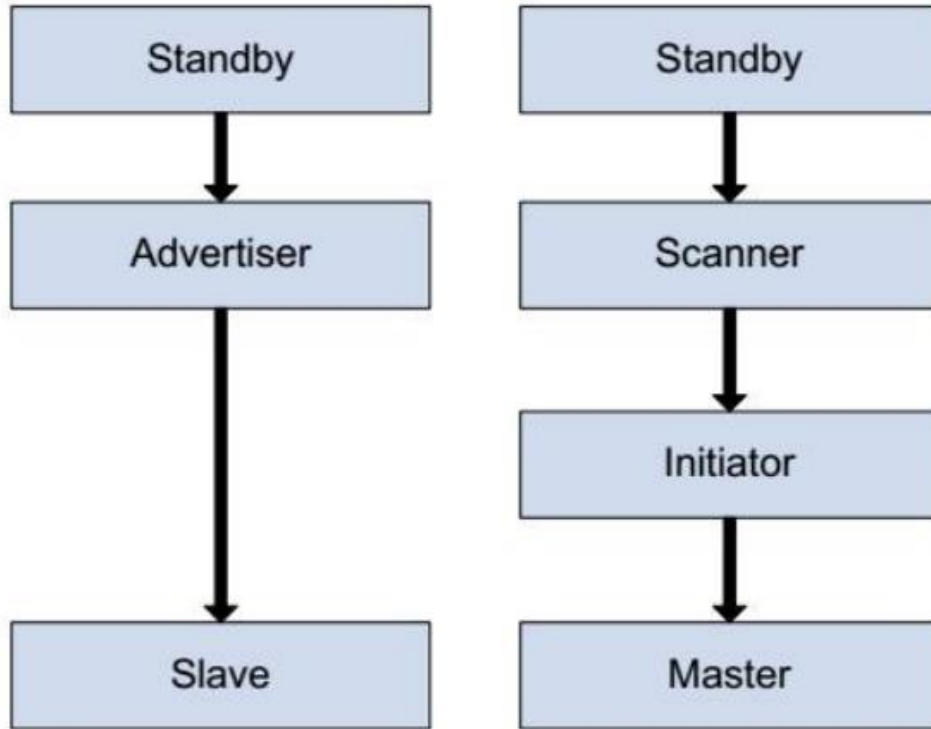 Standby
Advertiser
Slave
Standby
Scanner
Initiator
Master